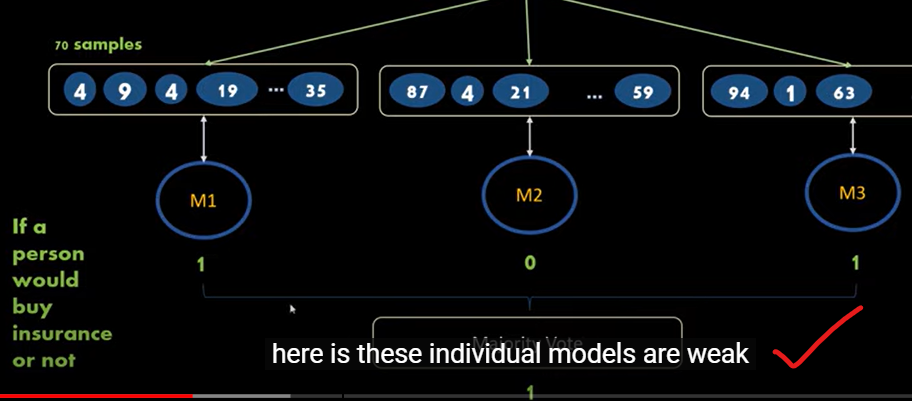 70 samples
4 9 4 19 ... 35
87 4 21 ... 59
94 1 63
M1
M2
M3
If a
person
would
buy
insurance
or not
1
0
1
Majority Vote
here is these individual models are weak
1